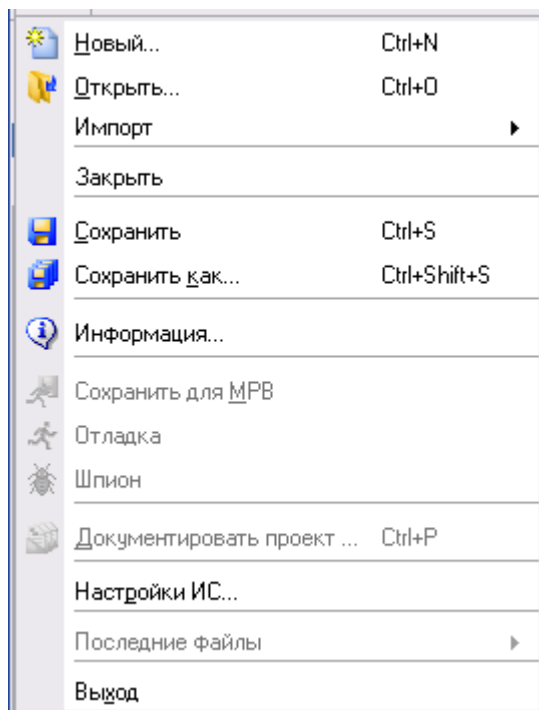 Новый... Ctrl+N
Открыть... Ctrl+O
Импорт
Закрыть
Сохранить Ctrl+S
Сохранить как... Ctrl+Shift+S
Информация...
Сохранить для МРВ
Отладка
Шпион
Документировать проект ... Ctrl+P
Настройки ИС...
Последние файлы
Выход